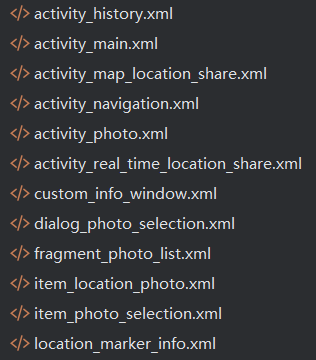 activity_history.xml
activity_main.xml
activity_map_location_share.xml
activity_navigation.xml
activity_photo.xml
activity_real_time_location_share.xml
custom_info_window.xml
dialog_photo_selection.xml
fragment_photo_list.xml
item_location_photo.xml
item_photo_selection.xml
location_marker_info.xml